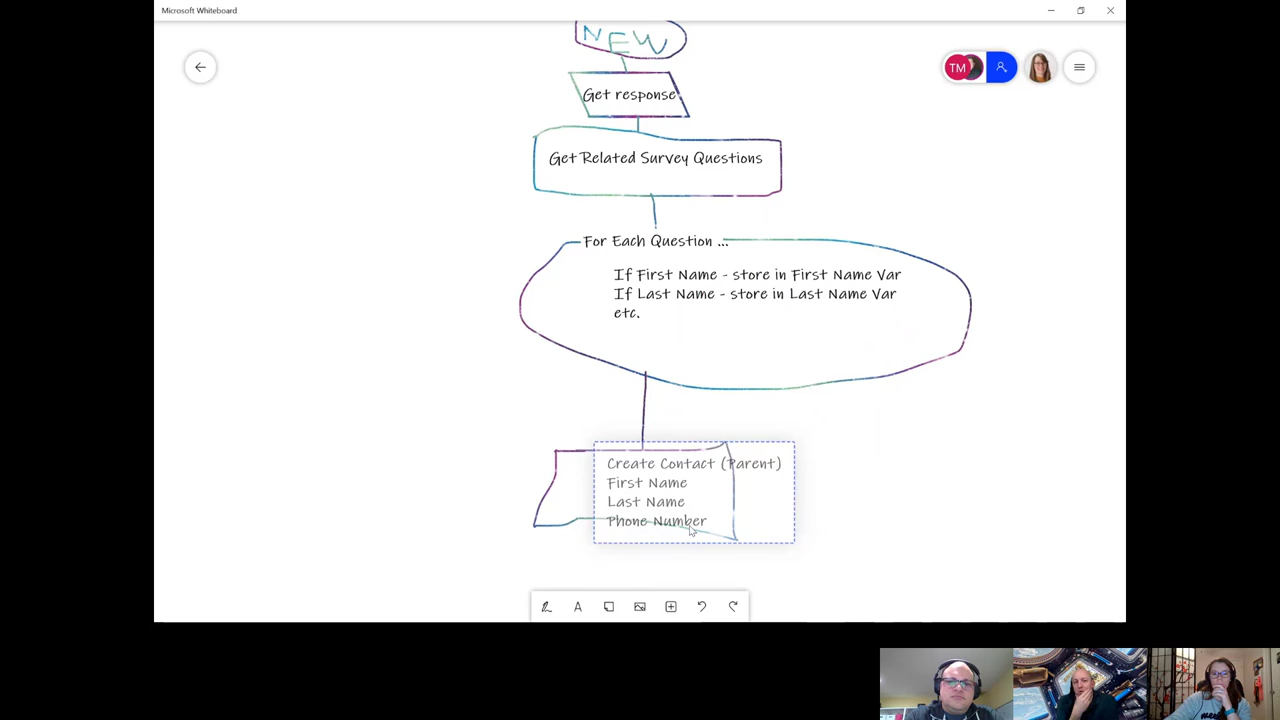 Microsoft Whiteboard
NEW
TM
Get response
Get Related Survey Questions
For Each Question ...
If First Name - store in First Name Var
If Last Name - store in Last Name Var
etc.
Create Contact (Parent)
First Name
Last Name
Phone Number
A